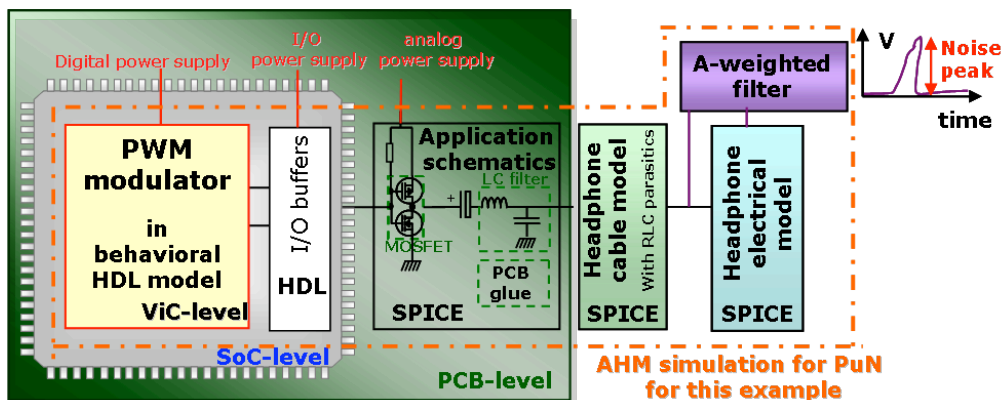 Digital power supply
I/O
power supply
analog
power supply
PWM
modulator
in
behavioral
HDL model
ViC-level
I/O buffers
HDL
SoC-level
Application
schematics
LC filter
+
MOSFET
PCB
glue
SPICE
PCB-level
Headphone
cable model
With RLC parasitics
SPICE
A-weighted
filter
Headphone
electrical
model
SPICE
V
Noise
peak
time
AHM simulation for PuN
for this example